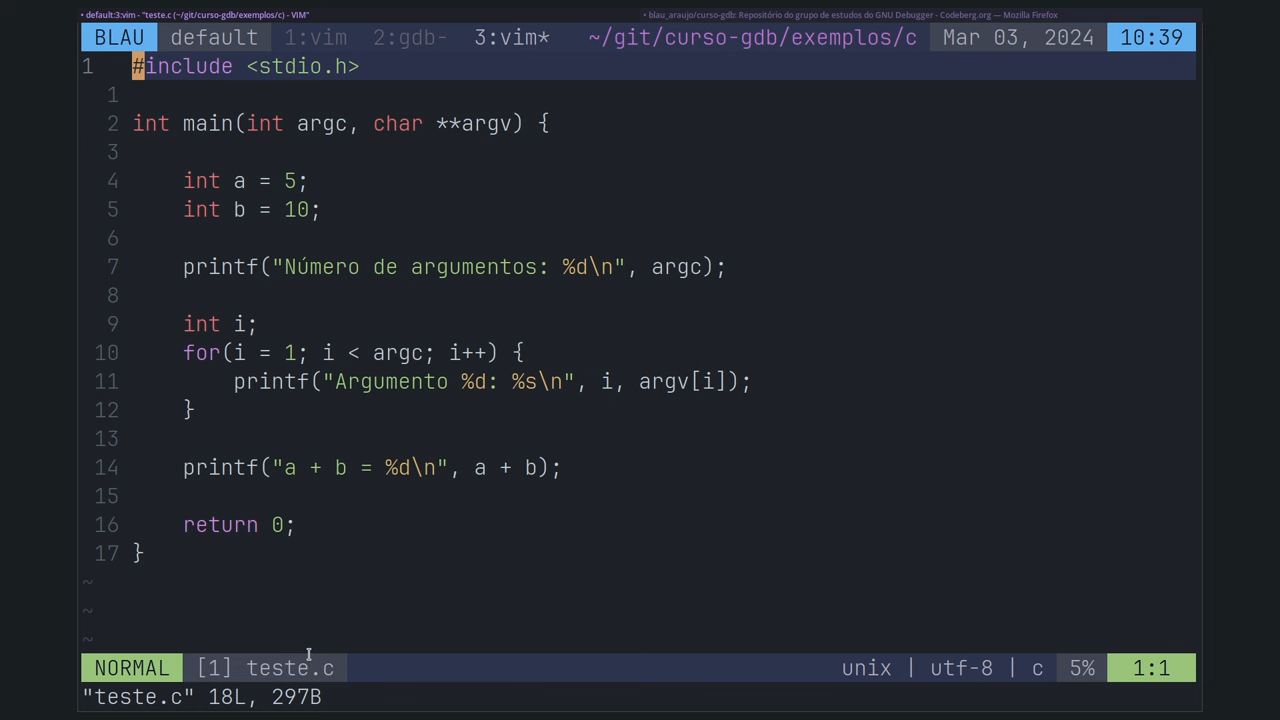 • default:3:vim - "teste.c (~/git/curso-gdb/exemplos/c) - VIM"
• blau_araujo/curso-gdb: Repositório do grupo de estudos do GNU Debugger - Codeberg.org — Mozilla Firefox
BLAU default 1:vim 2:gdb- 3:vim* ~/git/curso-gdb/exemplos/c Mar 03, 2024 10:39
1 #include <stdio.h>
1
2 int main(int argc, char **argv) {
3
4 int a = 5;
5 int b = 10;
6
7 printf("Número de argumentos: %d\n", argc);
8
9 int i;
10 for(i = 1; i < argc; i++) {
11 printf("Argumento %d: %s\n", i, argv[i]);
12 }
13
14 printf("a + b = %d\n", a + b);
15
16 return 0;
17 }
~
~
~
NORMAL [1] teste.c unix | utf-8 | c 5% 1:1
"teste.c" 18L, 297B